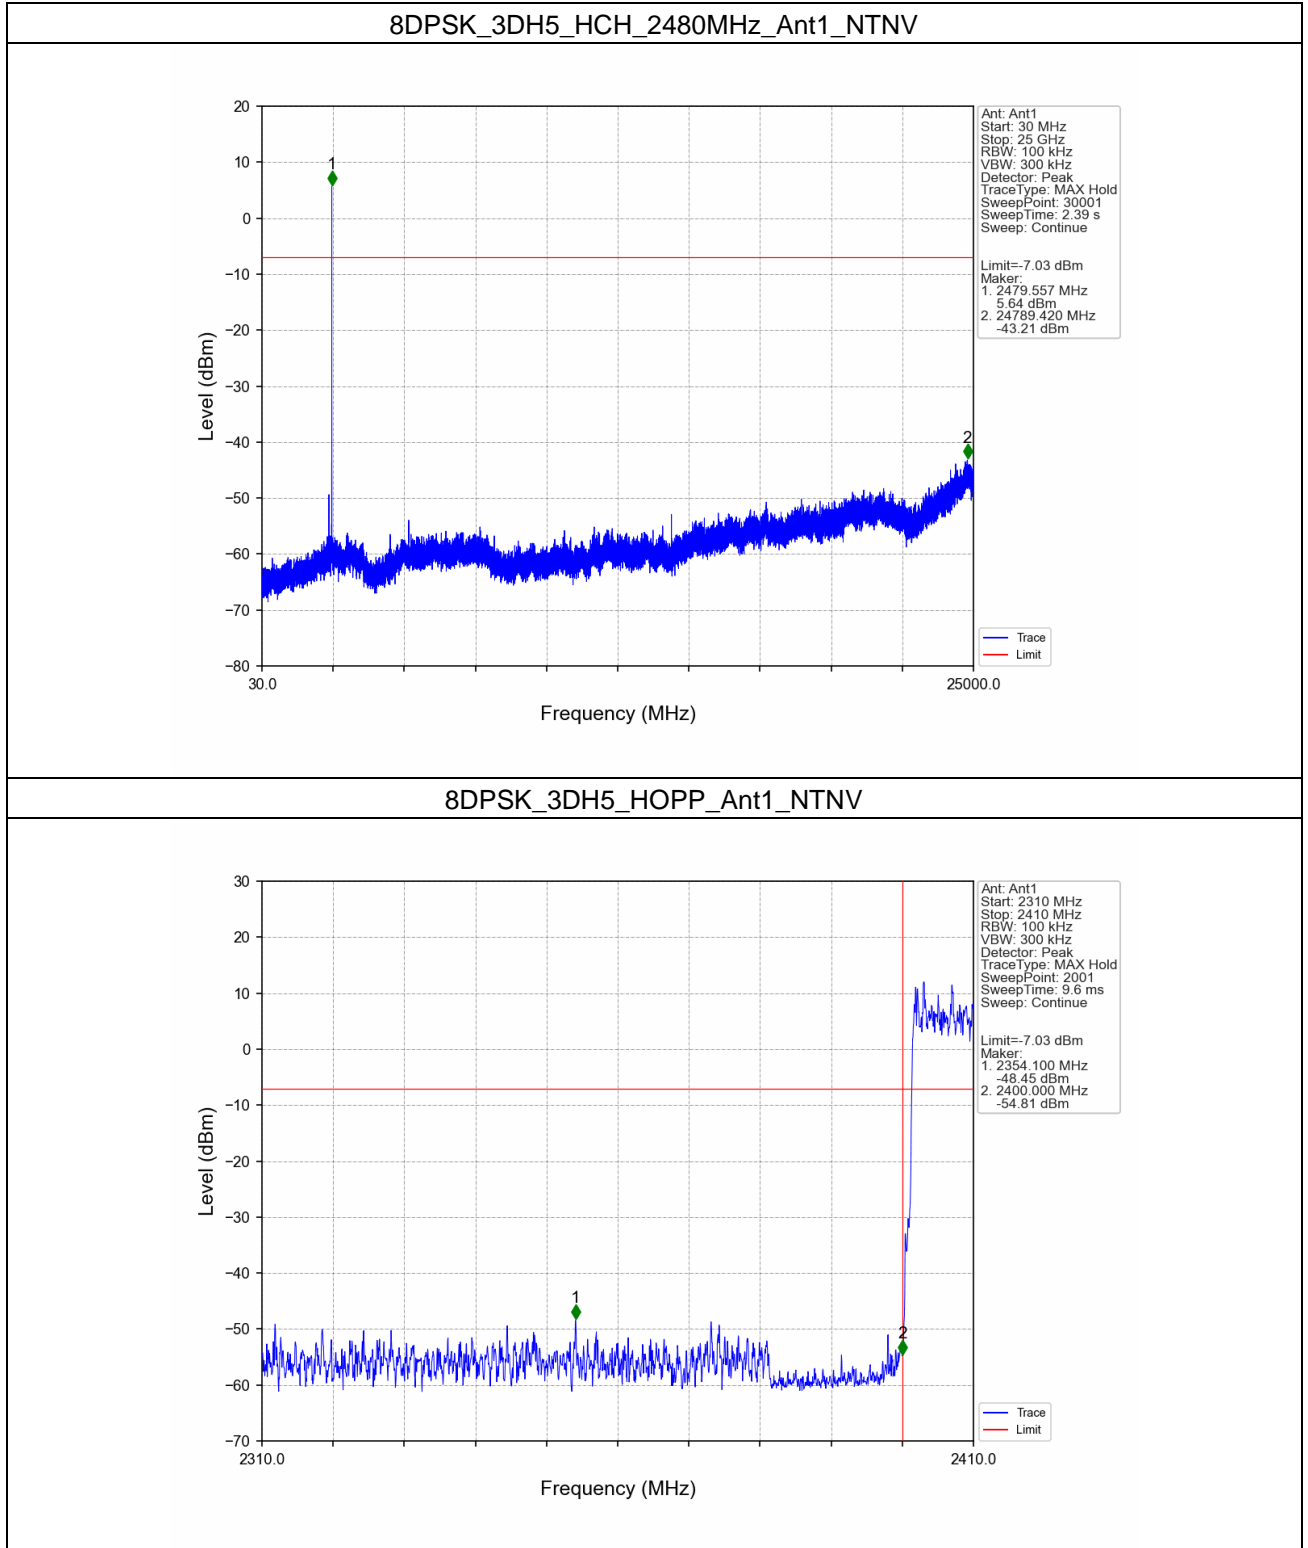 8DPSK_3DH5_HCH_2480MHz_Ant1_NTNV
20
10
0
−10
−20
−30
−40
−50
−60
−70
−80
Level (dBm)
1
2
30.0
25000.0
Frequency (MHz)
Ant: Ant1
Start: 30 MHz
Stop: 25 GHz
RBW: 100 kHz
VBW: 300 kHz
Detector: Peak
TraceType: MAX Hold
SweepPoint: 30001
SweepTime: 2.39 s
Sweep: Continue
Limit=-7.03 dBm
Maker:
1. 2479.557 MHz
5.64 dBm
2. 24789.420 MHz
-43.21 dBm
Trace
Limit
8DPSK_3DH5_HOPP_Ant1_NTNV
30
20
10
0
−10
−20
−30
−40
−50
−60
−70
Level (dBm)
1
2
2310.0
2410.0
Frequency (MHz)
Ant: Ant1
Start: 2310 MHz
Stop: 2410 MHz
RBW: 100 kHz
VBW: 300 kHz
Detector: Peak
TraceType: MAX Hold
SweepPoint: 2001
SweepTime: 9.6 ms
Sweep: Continue
Limit=-7.03 dBm
Maker:
1. 2354.100 MHz
-48.45 dBm
2. 2400.000 MHz
-54.81 dBm
Trace
Limit